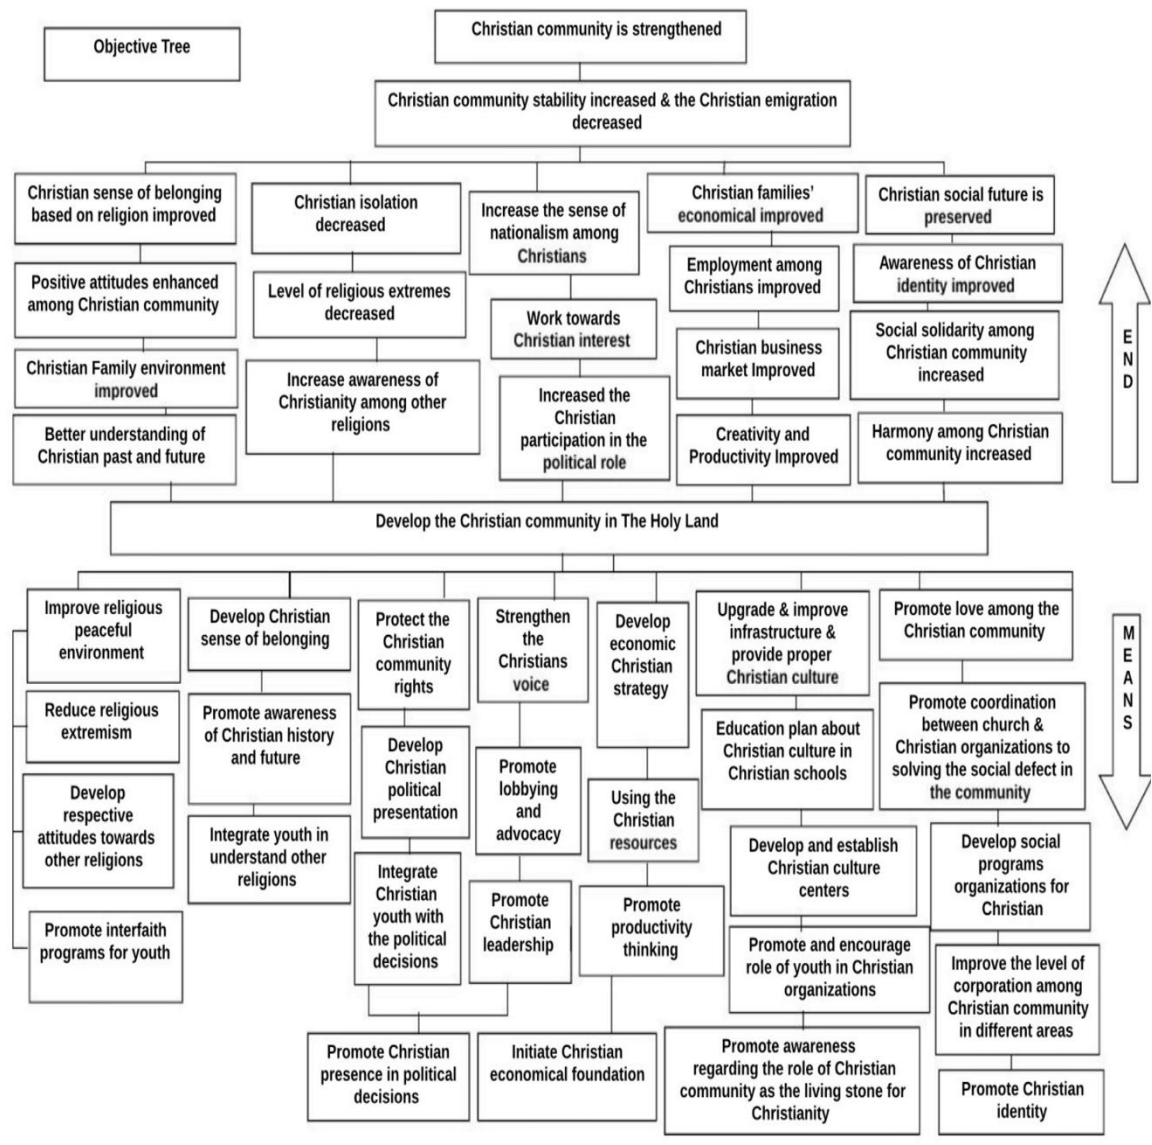 Objective Tree
Christian community is strengthened
Christian community stability increased & the Christian emigration
decreased
Christian sense of belonging
based on religion improved
Positive attitudes enhanced
among Christian community
Christian Family environment
improved
Better understanding of
Christian past and future
Christian isolation
decreased
Level of religious extremes
decreased
Increase awareness of
Christianity among other
religions
Increase the sense of
nationalism among
Christians
Work towards
Christian interest
Increased the
Christian
participation in the
political role
Christian families’
economical improved
Employment among
Christians improved
Christian business
market Improved
Creativity and
Productivity Improved
Christian social future is
preserved
Awareness of Christian
identity improved
Social solidarity among
Christian community
increased
Harmony among Christian
community increased
E
N
D
Develop the Christian community in The Holy Land
Improve religious
peaceful
environment
Reduce religious
extremism
Develop
respective
attitudes towards
other religions
Promote interfaith
programs for youth
Develop Christian
sense of belonging
Promote awareness
of Christian history
and future
Integrate youth in
understand other
religions
Protect the
Christian
community
rights
Develop
Christian
political
presentation
Integrate
Christian
youth with
the political
decisions
Strengthen
the
Christians
voice
Promote
lobbying
and
advocacy
Promote
Christian
leadership
Promote Christian
presence in political
decisions
Develop
economic
Christian
strategy
Using the
Christian
resources
Promote
productivity
thinking
Initiate Christian
economical foundation
Upgrade & improve
infrastructure &
provide proper
Christian culture
Education plan about
Christian culture in
Christian schools
Develop and establish
Christian culture
centers
Promote and encourage
role of youth in Christian
organizations
Promote awareness
regarding the role of Christian
community as the living stone for
Christianity
Promote love among the
Christian community
Promote coordination
between church &
Christian organizations to
solving the social defect in
the community
Develop social
programs
organizations for
Christian
Improve the level of
corporation among
Christian community
in different areas
Promote Christian
identity
M
E
A
N
S